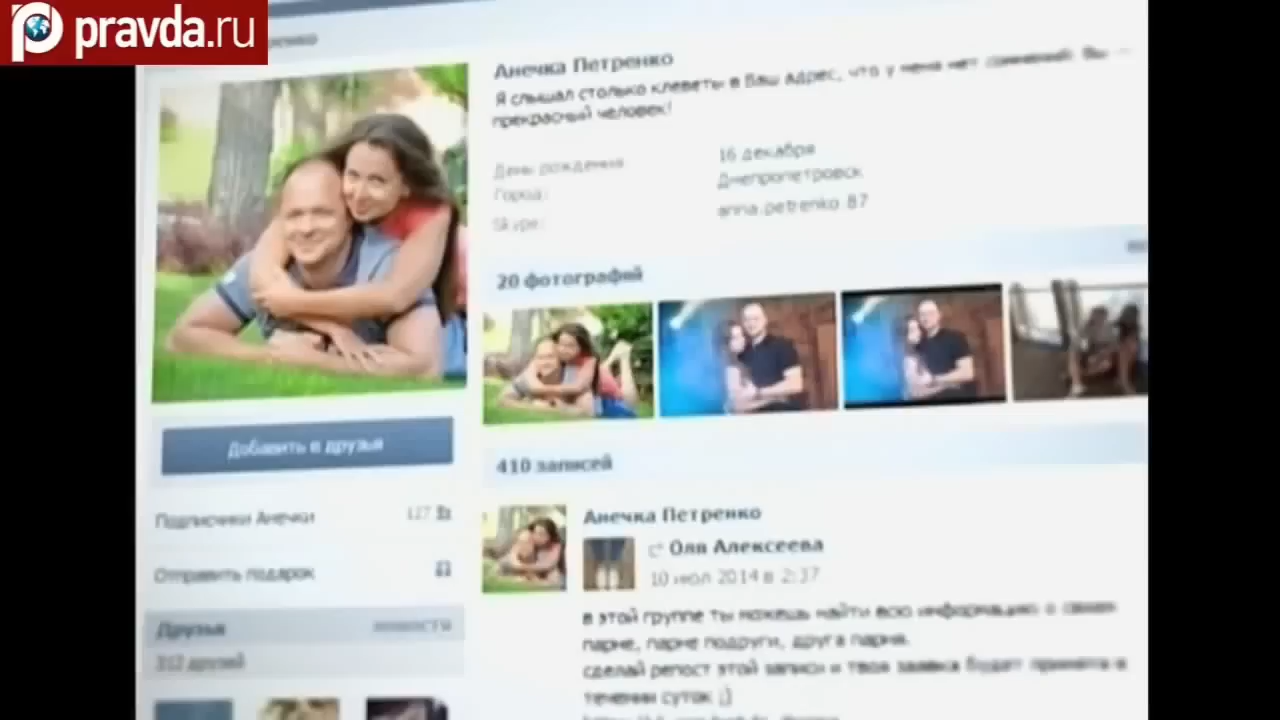 pravda.ru
Анечка Петренко
Я слышал столько клеветы в Ваш адрес, что у меня нет сомнений: Вы —
прекрасный человек!
День рождения 16 декабря
Город: Днепропетровск
Skype: anna.petrenko.87
20 фотографий
Добавить в друзья
410 записей
Подписчики Анечки 127
Анечка Петренко
Оля Алексеева
Отправить подарок
10 июл 2014 в 2:37
Друзья новости
312 друзей
в этой группе ты можешь найти всю информацию о своем
парне, парне подруги, друга парня.
сделай репост этой записи и твоя заявка будет принята в
течении суток ;)